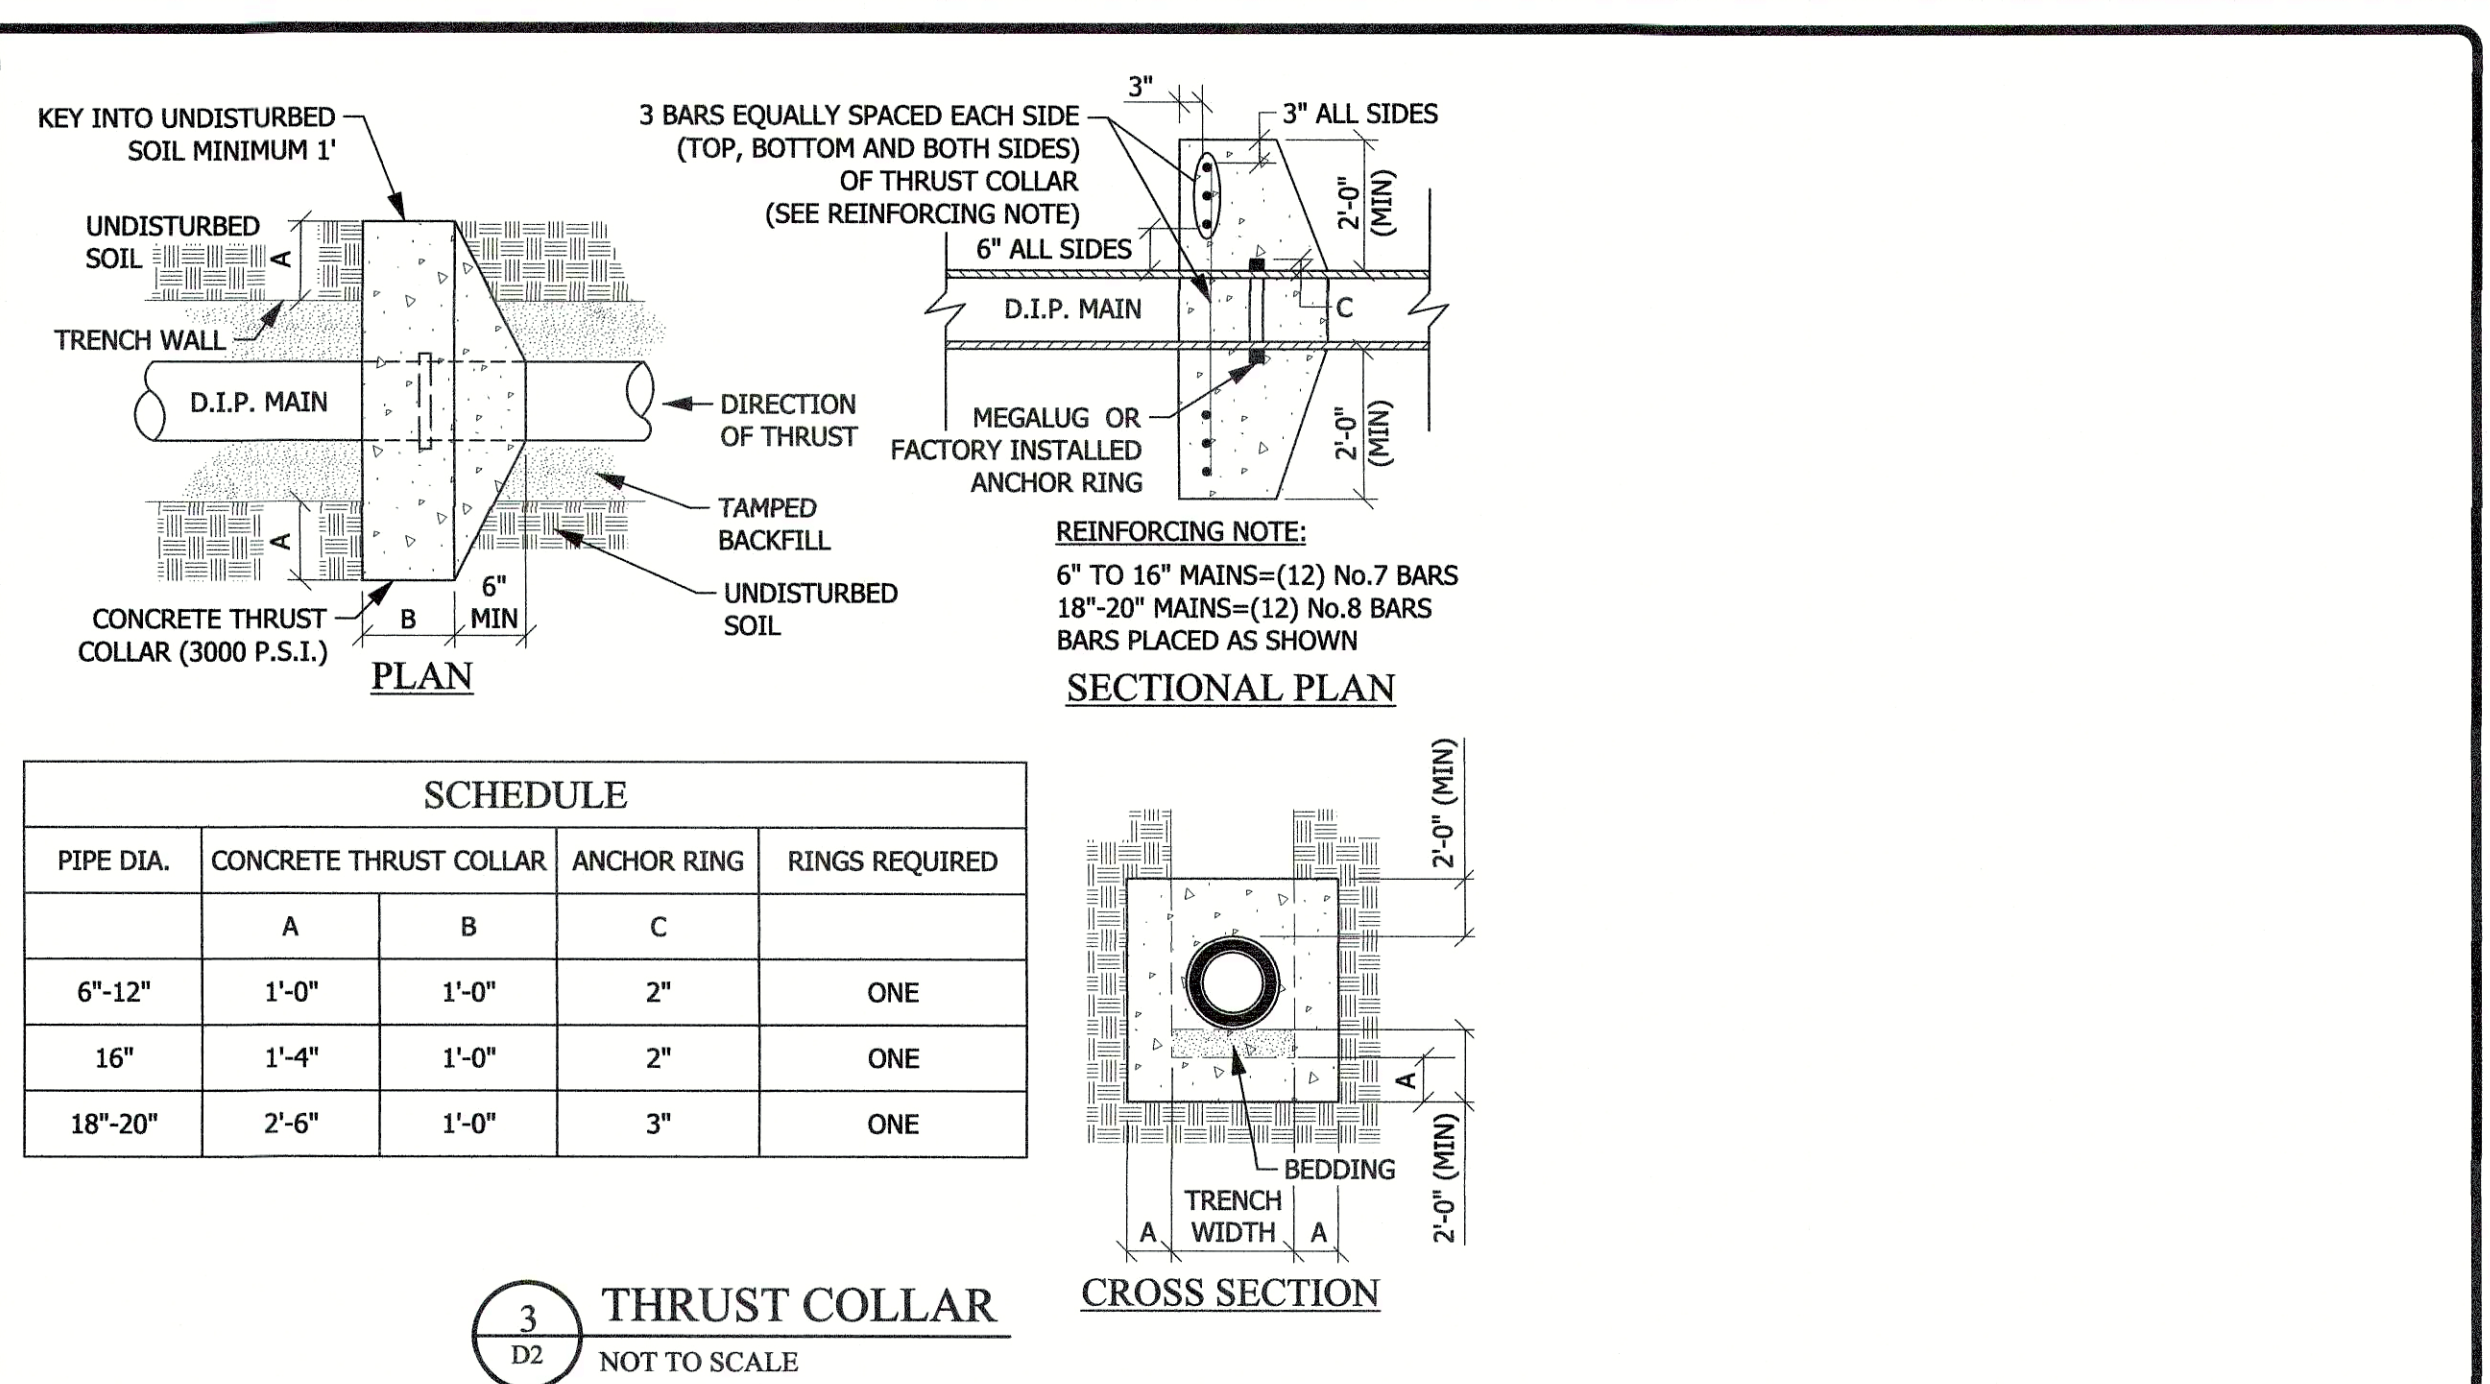 KEY INTO UNDISTURBED
SOIL MINIMUM 1'
UNDISTURBED
SOIL
A
TRENCH WALL
D.I.P. MAIN
DIRECTION
OF THRUST
A
TAMPED
BACKFILL
UNDISTURBED
SOIL
6"
MIN
B
CONCRETE THRUST
COLLAR (3000 P.S.I.)
PLAN
3"
3 BARS EQUALLY SPACED EACH SIDE
(TOP, BOTTOM AND BOTH SIDES)
OF THRUST COLLAR
(SEE REINFORCING NOTE)
3" ALL SIDES
2'-0"
(MIN)
6" ALL SIDES
D.I.P. MAIN
C
MEGALUG OR
FACTORY INSTALLED
ANCHOR RING
2'-0"
(MIN)
REINFORCING NOTE:
6" TO 16" MAINS=(12) No.7 BARS
18"-20" MAINS=(12) No.8 BARS
BARS PLACED AS SHOWN
SECTIONAL PLAN
SCHEDULE
PIPE DIA. CONCRETE THRUST COLLAR ANCHOR RING RINGS REQUIRED
A B C
6"-12" 1'-0" 1'-0" 2" ONE
16" 1'-4" 1'-0" 2" ONE
18"-20" 2'-6" 1'-0" 3" ONE
2'-0" (MIN)
A
2'-0" (MIN)
BEDDING
TRENCH
A WIDTH A
CROSS SECTION
3
D2
THRUST COLLAR
NOT TO SCALE